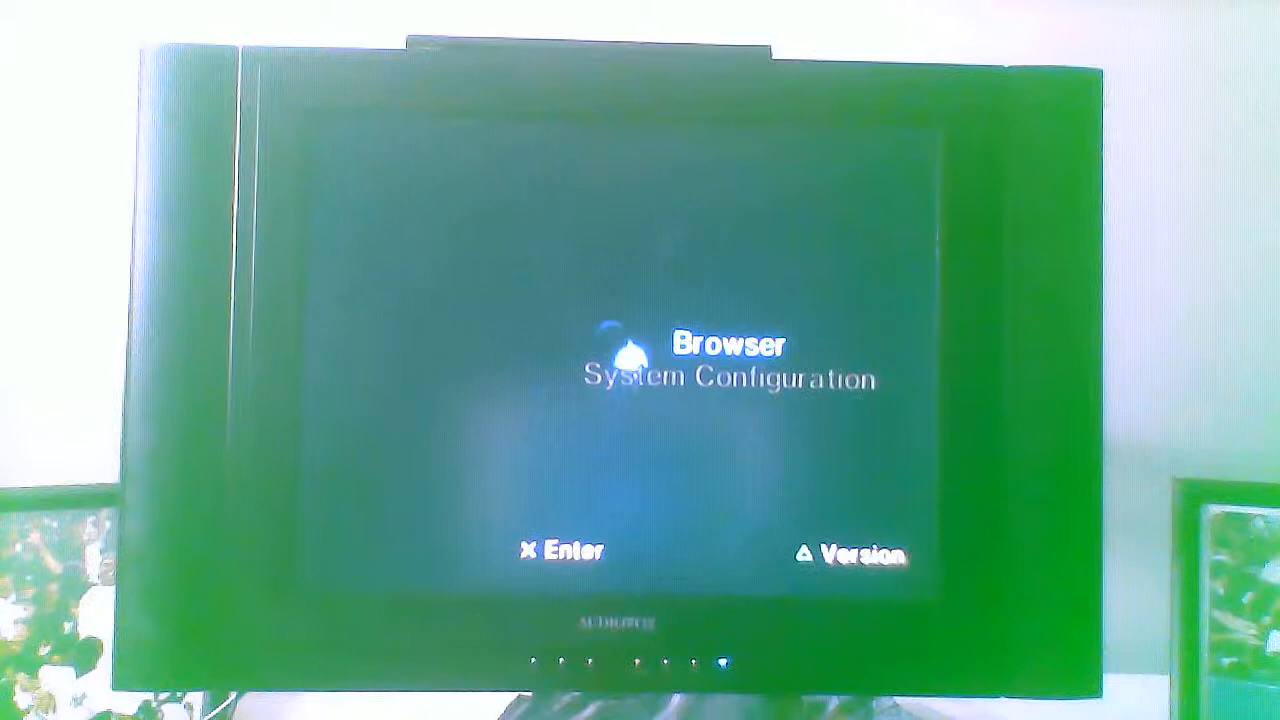 Browser
System Configuration
✕ Enter
△ Version
AUDIOVOX